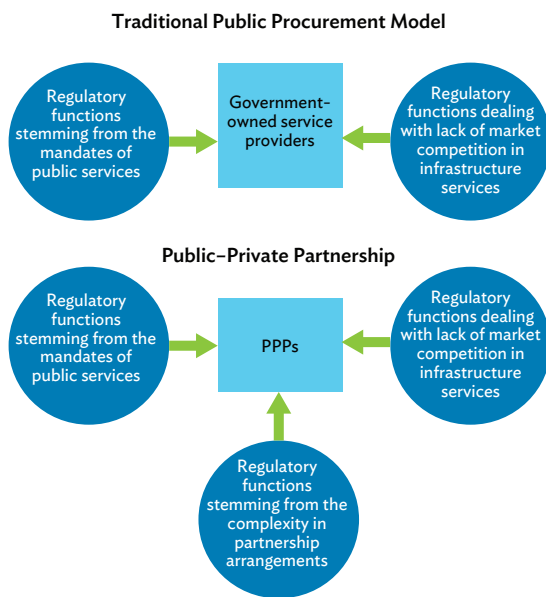 Traditional Public Procurement Model
Regulatory
functions
stemming from the
mandates of
public services
Government–
owned service
providers
Regulatory
functions dealing
with lack of market
competition in
infrastructure
services
Public–Private Partnership
Regulatory
functions
stemming from the
mandates of
public services
PPPs
Regulatory
functions dealing
with lack of market
competition in
infrastructure
services
Regulatory
functions
stemming from the
complexity in
partnership
arrangements